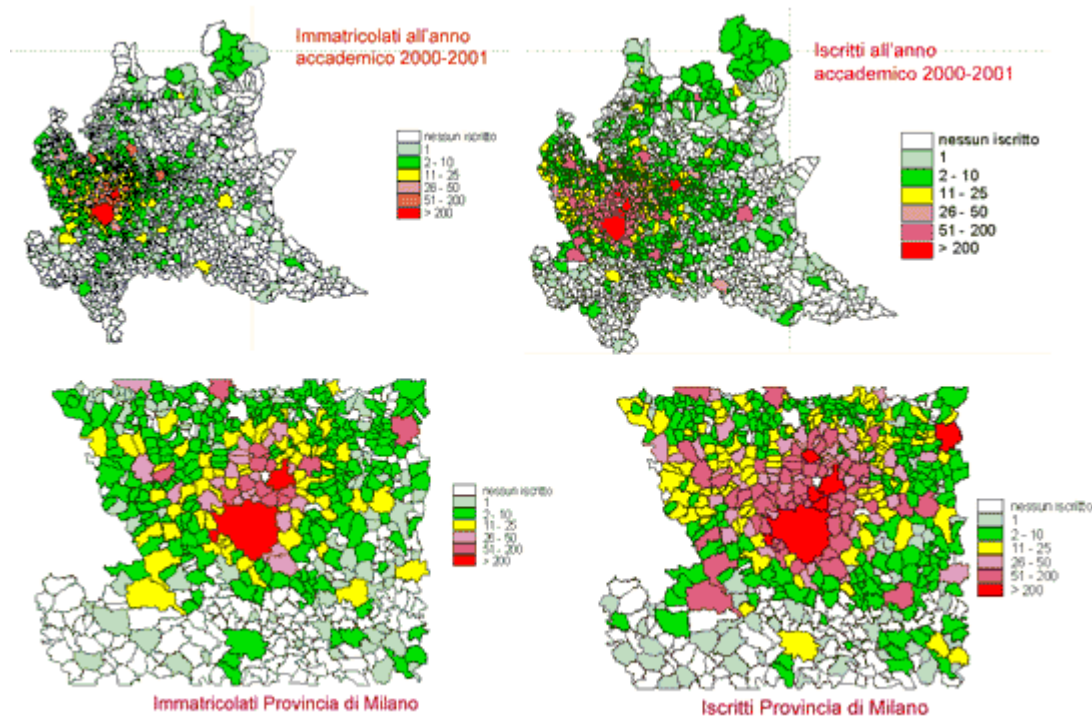 Immatricolati all'anno
accademico 2000-2001
nessun iscritto
1
2 - 10
11 - 25
26 - 50
51 - 200
> 200
Iscritti all'anno
accademico 2000-2001
nessun iscritto
1
2 - 10
11 - 25
26 - 50
51 - 200
> 200
nessun iscritto
1
2 - 10
11 - 25
26 - 50
51 - 200
> 200
Immatricolati Provincia di Milano
nessun iscritto
1
2 - 10
11 - 25
26 - 50
51 - 200
> 200
Iscritti Provincia di Milano